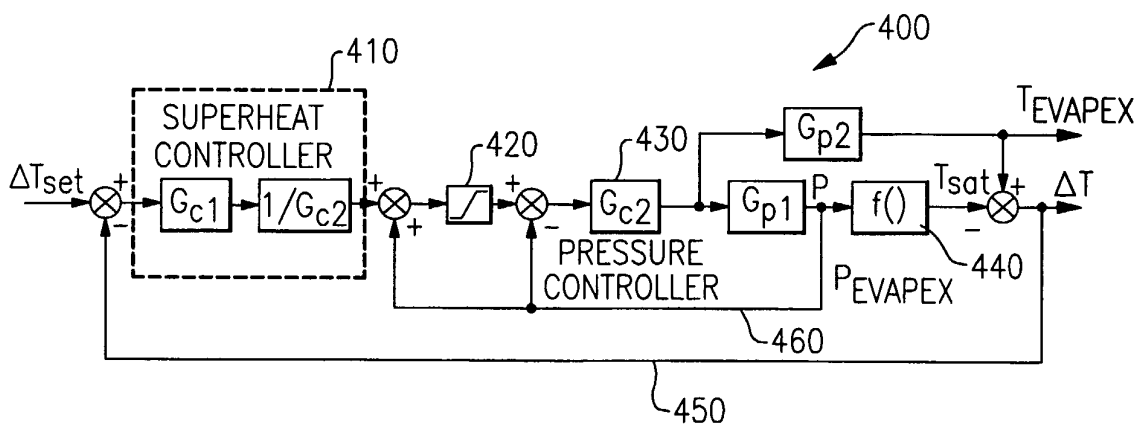 400
410
SUPERHEAT
CONTROLLER
420
430
G_p2
T_EVAPEX
ΔT_set
+
−
G_c1
1/G_c2
+
+
+
−
G_c2
G_p1
P
f()
T_sat
+
−
ΔT
PRESSURE
CONTROLLER
P_EVAPEX
440
460
450